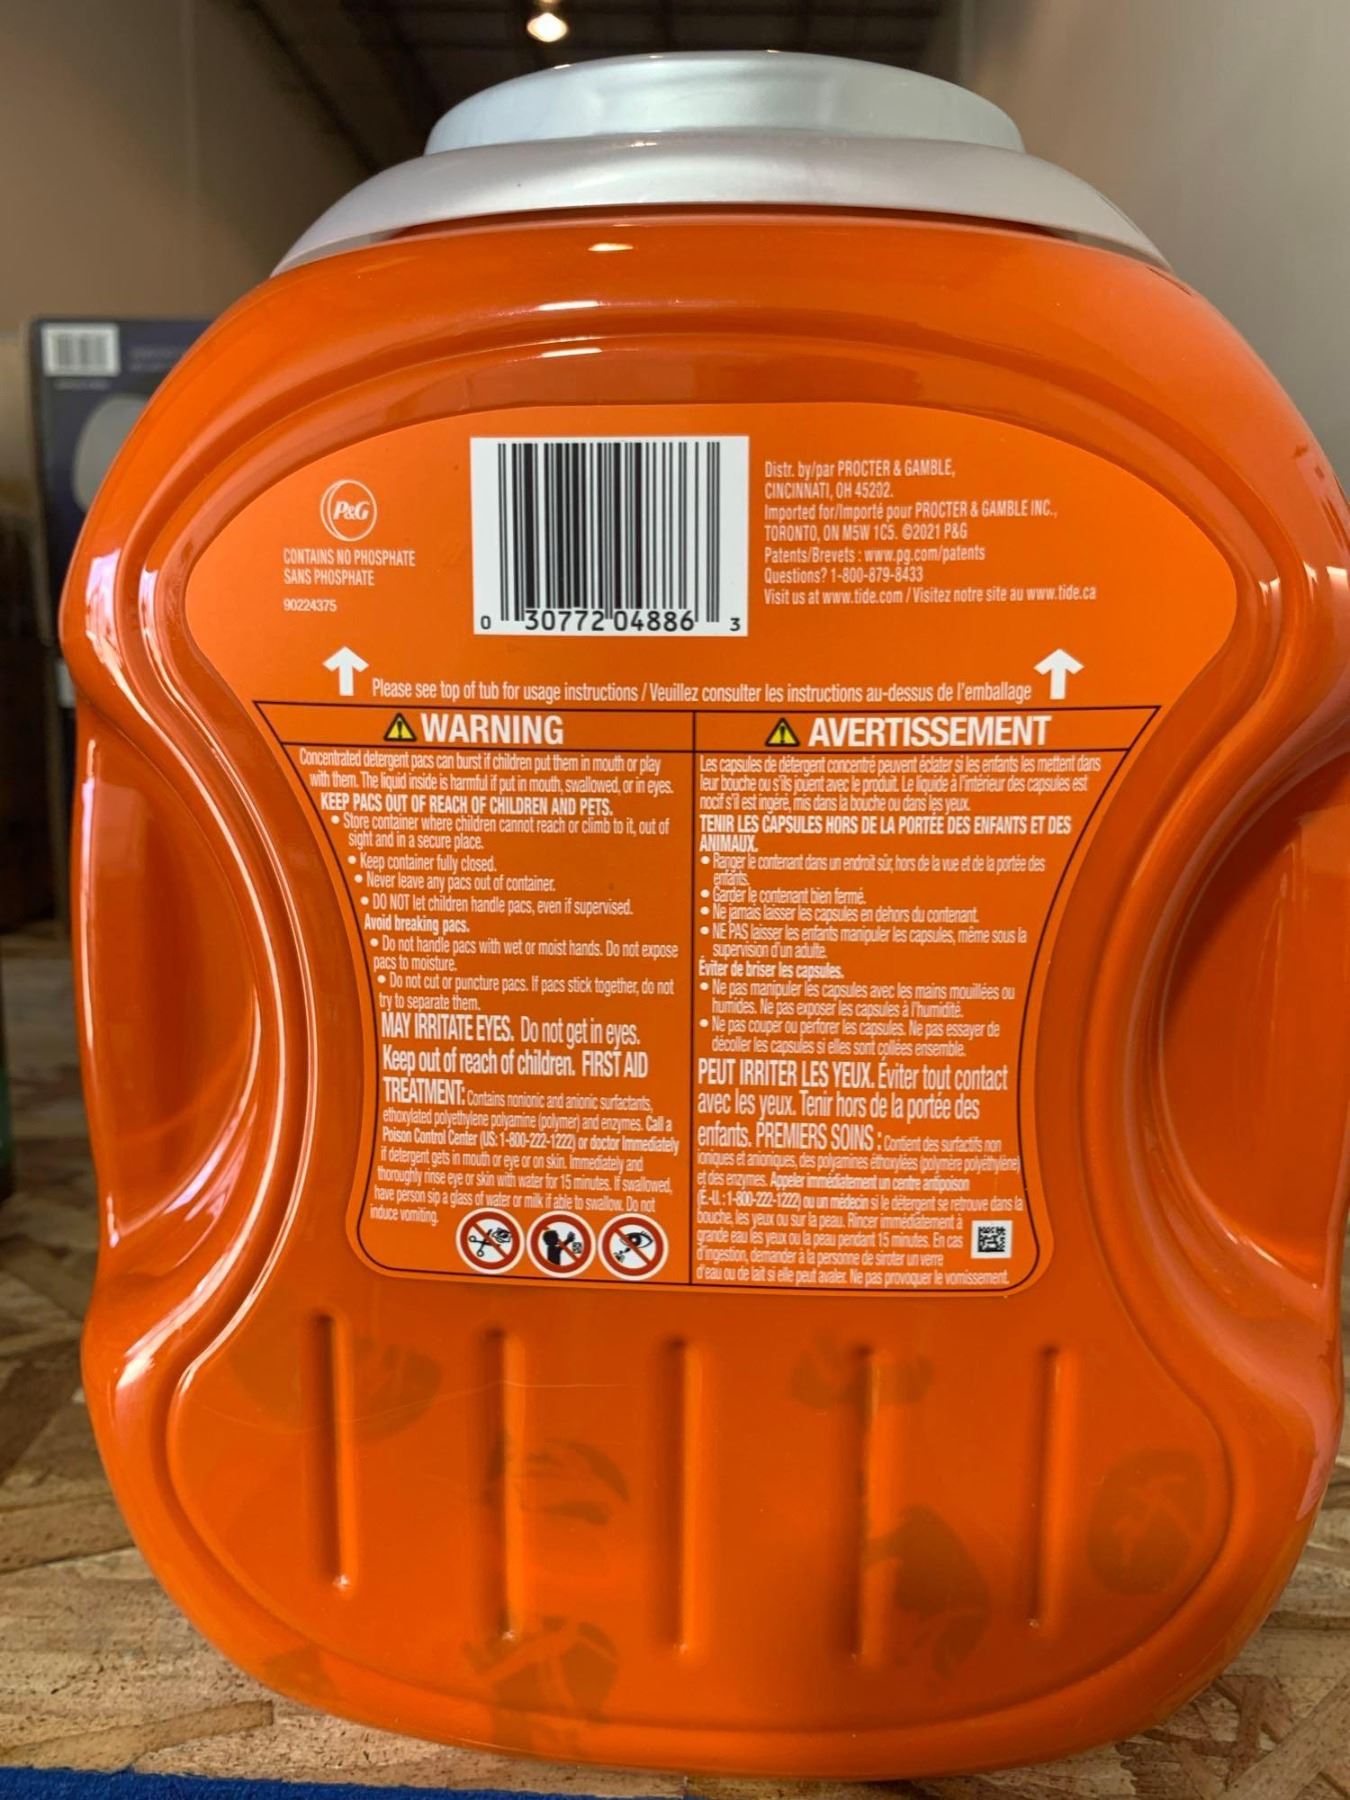 P&G
CONTAINS NO PHOSPHATE
SANS PHOSPHATE
90224375
0 30772 04886 3
Distr. by/par PROCTER & GAMBLE,
CINCINNATI, OH 45202.
Imported for/Importé pour PROCTER & GAMBLE INC.,
TORONTO, ON M5W 1C5. ©2021 P&G
Patents/Brevets : www.pg.com/patents
Questions? 1-800-879-8433
Visit us at www.tide.com / Visitez notre site au www.tide.ca
Please see top of tub for usage instructions / Veuillez consulter les instructions au-dessus de l'emballage
WARNING
Concentrated detergent pacs can burst if children put them in mouth or play
with them. The liquid inside is harmful if put in mouth, swallowed, or in eyes.
KEEP PACS OUT OF REACH OF CHILDREN AND PETS.
• Store container where children cannot reach or climb to it, out of
sight and in a secure place.
• Keep container fully closed.
• Never leave any pacs out of container.
• DO NOT let children handle pacs, even if supervised.
Avoid breaking pacs.
• Do not handle pacs with wet or moist hands. Do not expose
pacs to moisture.
• Do not cut or puncture pacs. If pacs stick together, do not
try to separate them.
MAY IRRITATE EYES. Do not get in eyes.
Keep out of reach of children. FIRST AID
TREATMENT: Contains nonionic and anionic surfactants,
ethoxylated polyethylene polyamine (polymer) and enzymes. Call a
Poison Control Center (US: 1-800-222-1222) or doctor immediately
if detergent gets in mouth or eye or on skin. Immediately and
thoroughly rinse eye or skin with water for 15 minutes. If swallowed,
have person sip a glass of water or milk if able to swallow. Do not
induce vomiting.
AVERTISSEMENT
Les capsules de détergent concentré peuvent éclater si les enfants les mettent dans
leur bouche ou s'ils jouent avec le produit. Le liquide à l'intérieur des capsules est
nocif s'il est ingéré, mis dans la bouche ou dans les yeux.
TENIR LES CAPSULES HORS DE LA PORTÉE DES ENFANTS ET DES
ANIMAUX.
• Ranger le contenant dans un endroit sûr, hors de la vue et de la portée des
enfants.
• Garder le contenant bien fermé.
• Ne jamais laisser les capsules en dehors du contenant.
• NE PAS laisser les enfants manipuler les capsules, même sous la
supervision d'un adulte.
Éviter de briser les capsules.
• Ne pas manipuler les capsules avec les mains mouillées ou
humides. Ne pas exposer les capsules à l'humidité.
• Ne pas couper ou perforer les capsules. Ne pas essayer de
décoller les capsules si elles sont collées ensemble.
PEUT IRRITER LES YEUX. Éviter tout contact
avec les yeux. Tenir hors de la portée des
enfants. PREMIERS SOINS : Contient des surfactifs non
ioniques et anioniques, des polyamines éthoxylées (polymère polyéthylène)
et des enzymes. Appeler immédiatement un centre antipoison
(É.-U. : 1-800-222-1222) ou un médecin si le détergent se retrouve dans la
bouche, les yeux ou sur la peau. Rincer immédiatement à
grande eau les yeux ou la peau pendant 15 minutes. En cas
d'ingestion, demander à la personne de siroter un verre
d'eau ou de lait si elle peut avaler. Ne pas provoquer le vomissement.